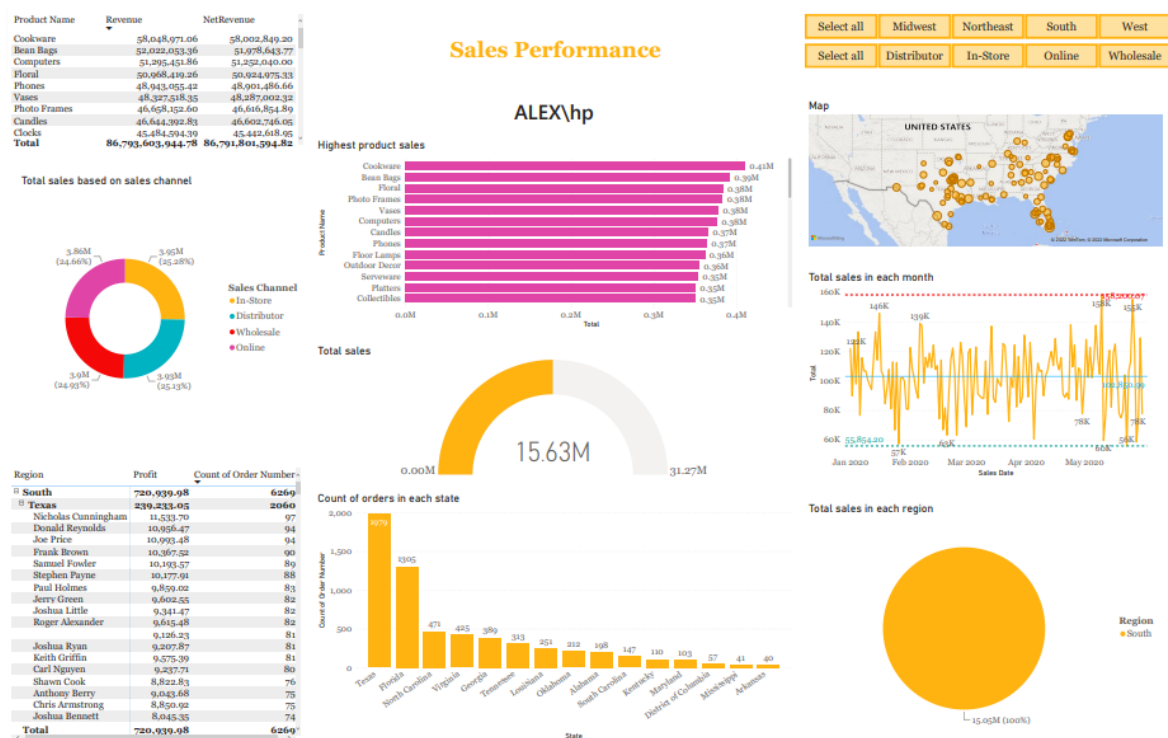 Product Name Revenue NetRevenue
Cookware 58,048,971.06 58,002,849.20
Bean Bags 52,022,053.36 51,978,643.77
Computers 51,295,451.86 51,252,040.00
Floral 50,968,419.26 50,924,975.33
Phones 48,943,055.42 48,901,486.66
Vases 48,327,518.35 48,287,002.32
Photo Frames 46,658,152.60 46,616,854.89
Candles 46,644,392.83 46,602,746.05
Clocks 45,484,594.39 45,442,618.95
Total 86,793,603,944.78 86,791,801,594.82
Sales Performance
ALEX\hp
Select all Midwest Northeast South West
Select all Distributor In-Store Online Wholesale
Total sales based on sales channel
3.86M
(24.66%)
3.95M
(25.28%)
3.9M
(24.93%)
3.93M
(25.13%)
Sales Channel
In-Store
Distributor
Wholesale
Online
Highest product sales
Product Name
Cookware 0.41M
Bean Bags 0.39M
Floral 0.38M
Photo Frames 0.38M
Vases 0.38M
Computers 0.38M
Candles 0.37M
Phones 0.37M
Floor Lamps 0.36M
Outdoor Decor 0.36M
Serveware 0.35M
Platters 0.35M
Collectibles 0.35M
0.0M 0.1M 0.2M 0.3M 0.4M
Total
Map
UNITED STATES
© 2022 TomTom, © 2022 Microsoft Corporation
Total sales
15.63M
0.00M 31.27M
Total sales in each month
Total
160K
140K
120K
100K
80K
60K
122K
146K
139K
158K
155K
102,850.99
55,854.20
57K
63K
78K
60K
56K
78K
Jan 2020 Feb 2020 Mar 2020 Apr 2020 May 2020
Sales Date
Region Profit Count of Order Number
South 720,939.98 6269
Texas 239,233.05 2060
Nicholas Cunningham 11,533.70 97
Donald Reynolds 10,956.47 94
Joe Price 10,993.48 94
Frank Brown 10,367.52 90
Samuel Fowler 10,193.57 89
Stephen Payne 10,177.91 88
Paul Holmes 9,859.02 83
Jerry Green 9,602.55 82
Joshua Little 9,341.47 82
Roger Alexander 9,615.48 82
9,126.23 81
Joshua Ryan 9,207.87 81
Keith Griffin 9,575.39 81
Carl Nguyen 9,237.71 80
Shawn Cook 8,822.83 76
Anthony Berry 9,043.68 75
Chris Armstrong 8,850.92 75
Joshua Bennett 8,045.35 74
Total 720,939.98 6269
Count of orders in each state
Count of Order Number
2,000
1,500
1,000
500
0
1979
1305
471
425
389
313
251
212
198
147
110
103
57
41
40
Texas
Florida
North Carolina
Virginia
Georgia
Tennessee
Louisiana
Oklahoma
Alabama
South Carolina
Kentucky
Maryland
District of Columbia
Mississippi
Arkansas
State
Total sales in each region
15.05M (100%)
Region
South